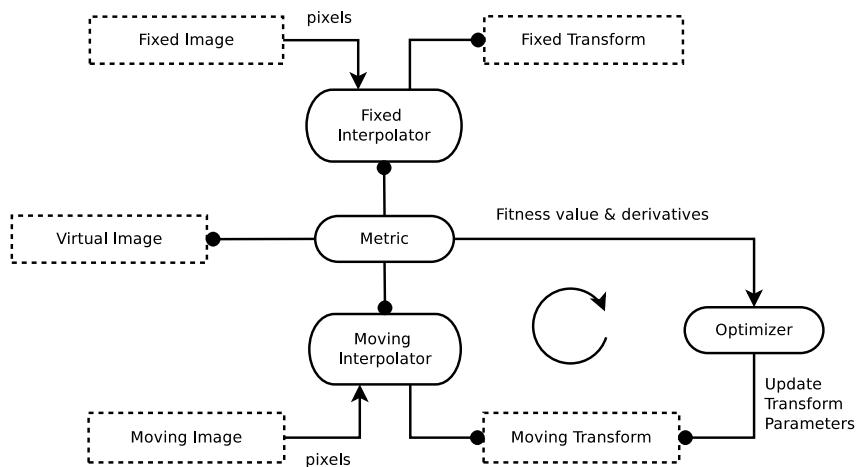 pixels
Fixed Image
Fixed Transform
Fixed
Interpolator
Fitness value & derivatives
Virtual Image
Metric
Moving
Interpolator
Optimizer
Update
Transform
Parameters
Moving Image
pixels
Moving Transform